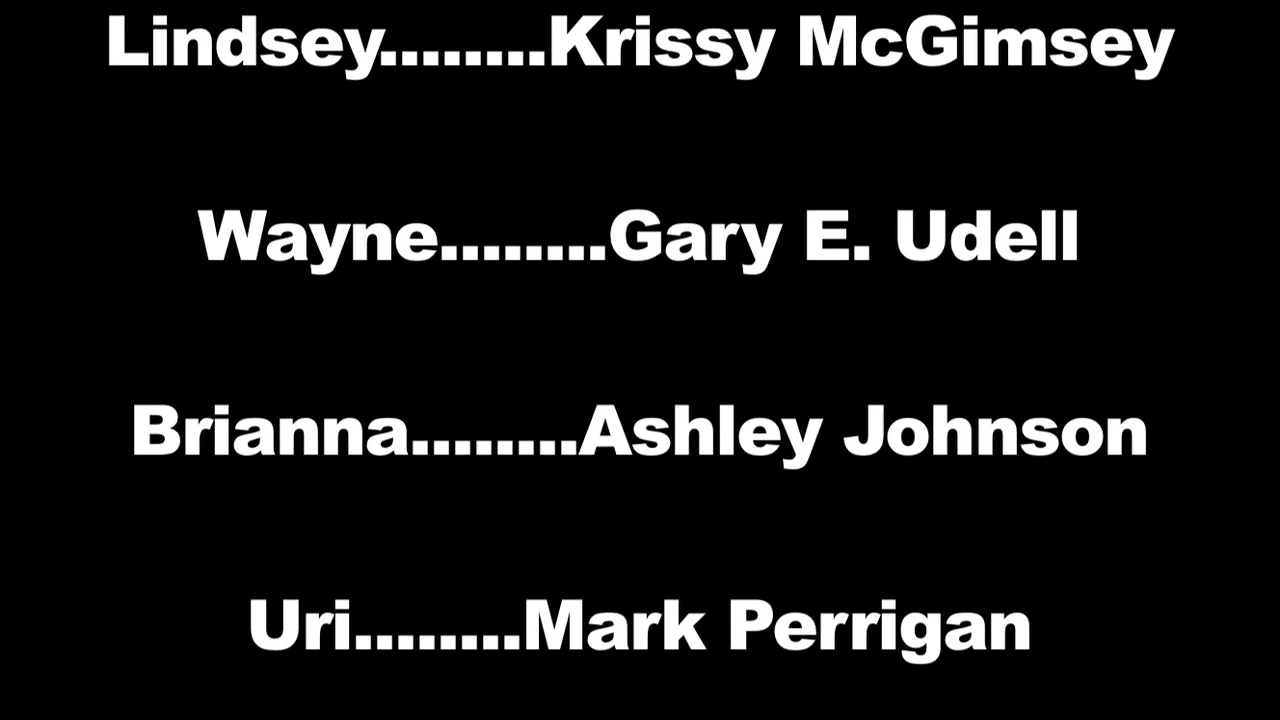 Lindsey........Krissy McGimsey
Wayne........Gary E. Udell
Brianna........Ashley Johnson
Uri........Mark Perrigan